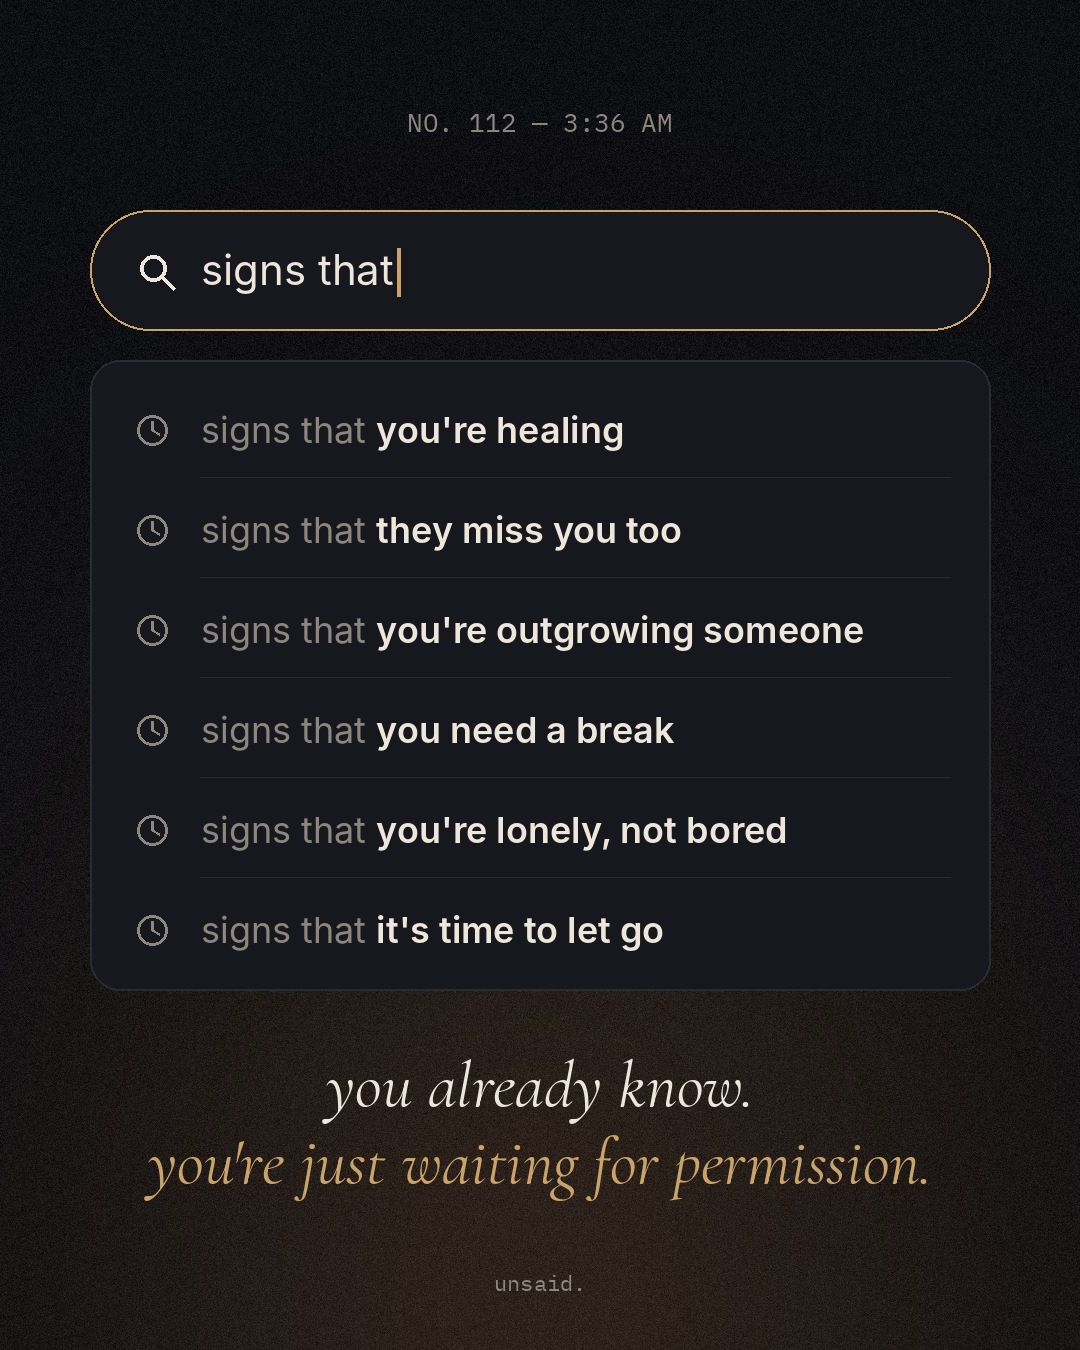 NO. 112 — 3:36 AM
signs that
signs that you're healing
signs that they miss you too
signs that you're outgrowing someone
signs that you need a break
signs that you're lonely, not bored
signs that it's time to let go
you already know.
you're just waiting for permission.
unsaid.